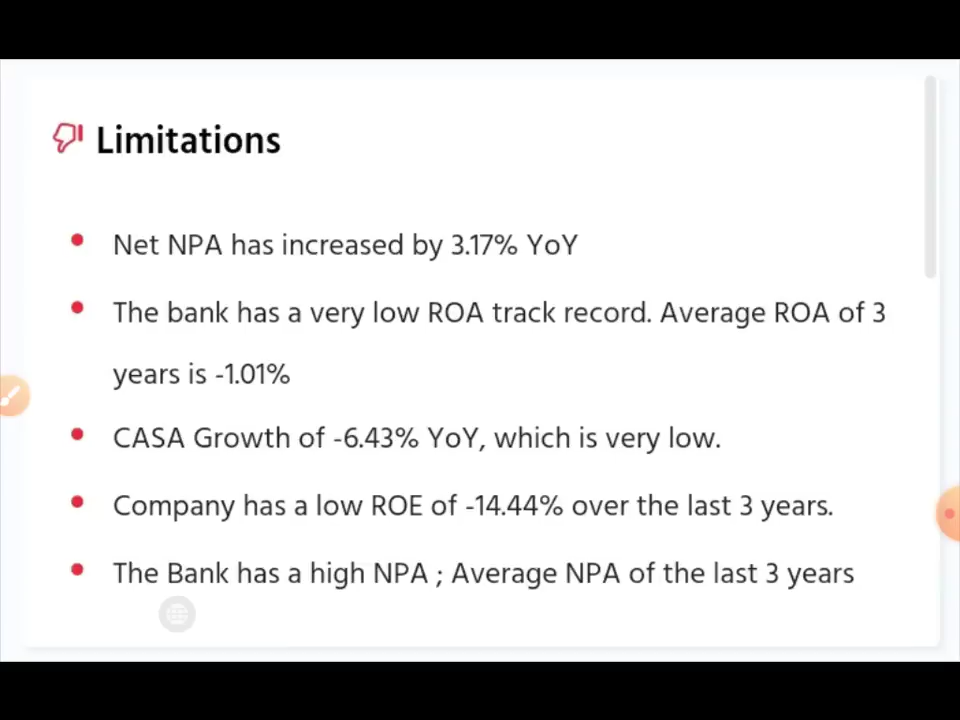 Limitations
Net NPA has increased by 3.17% YoY
The bank has a very low ROA track record. Average ROA of 3
years is -1.01%
CASA Growth of -6.43% YoY, which is very low.
Company has a low ROE of -14.44% over the last 3 years.
The Bank has a high NPA ; Average NPA of the last 3 years